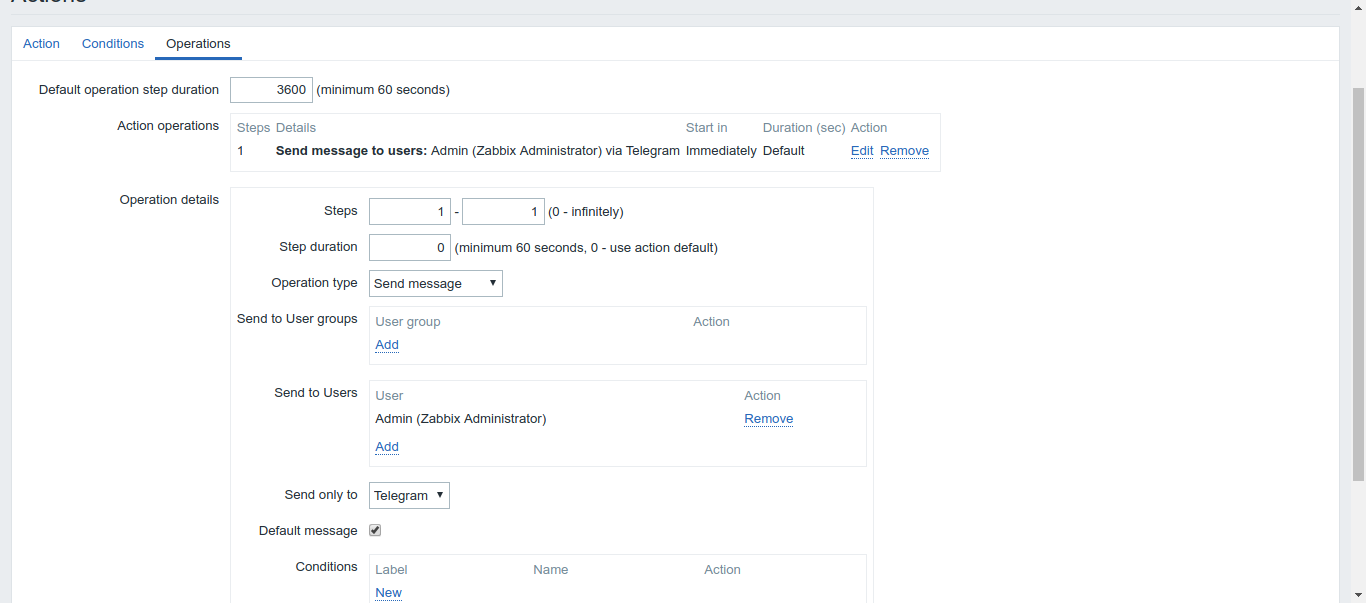 Action Conditions Operations
Default operation step duration 3600 (minimum 60 seconds)
Action operations Steps Details Start in Duration (sec) Action
1 Send message to users: Admin (Zabbix Administrator) via Telegram Immediately Default Edit Remove
Operation details
Steps 1 - 1 (0 - infinitely)
Step duration 0 (minimum 60 seconds, 0 - use action default)
Operation type Send message
Send to User groups User group Action
Add
Send to Users User Action
Admin (Zabbix Administrator) Remove
Add
Send only to Telegram
Default message
Conditions Label Name Action
New